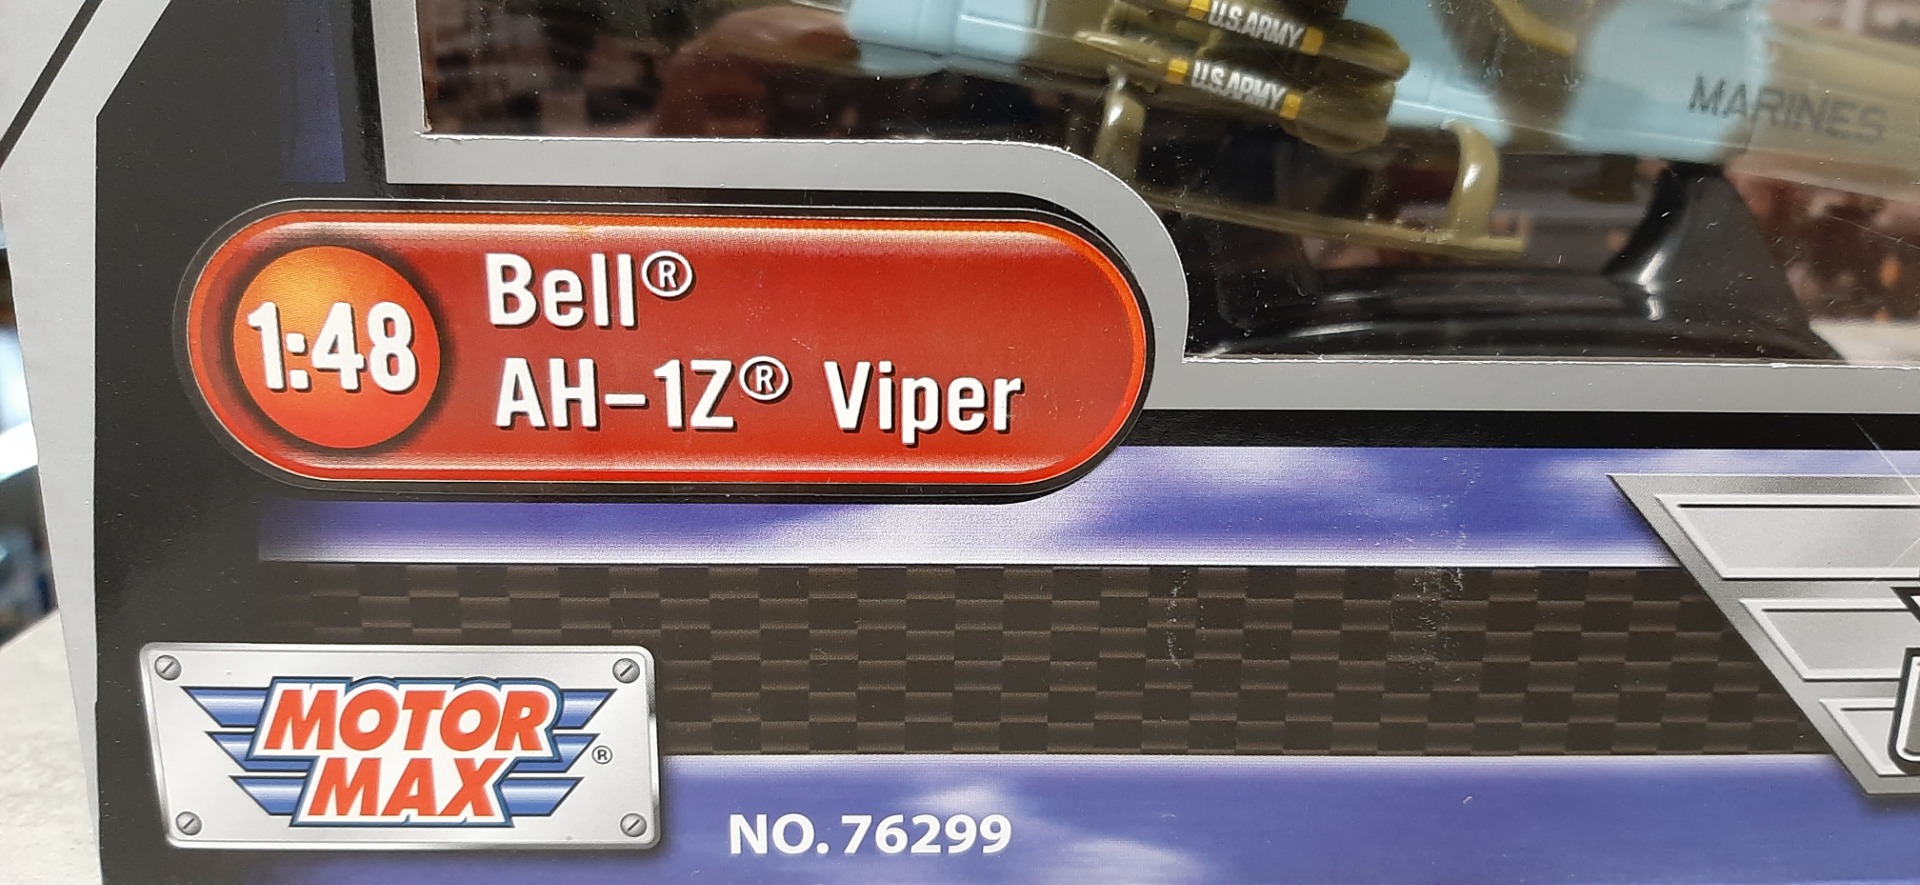 U.S.ARMY
U.S.ARMY
MARINES
1:48
Bell®
AH-1Z® Viper
MOTOR
MAX®
NO. 76299